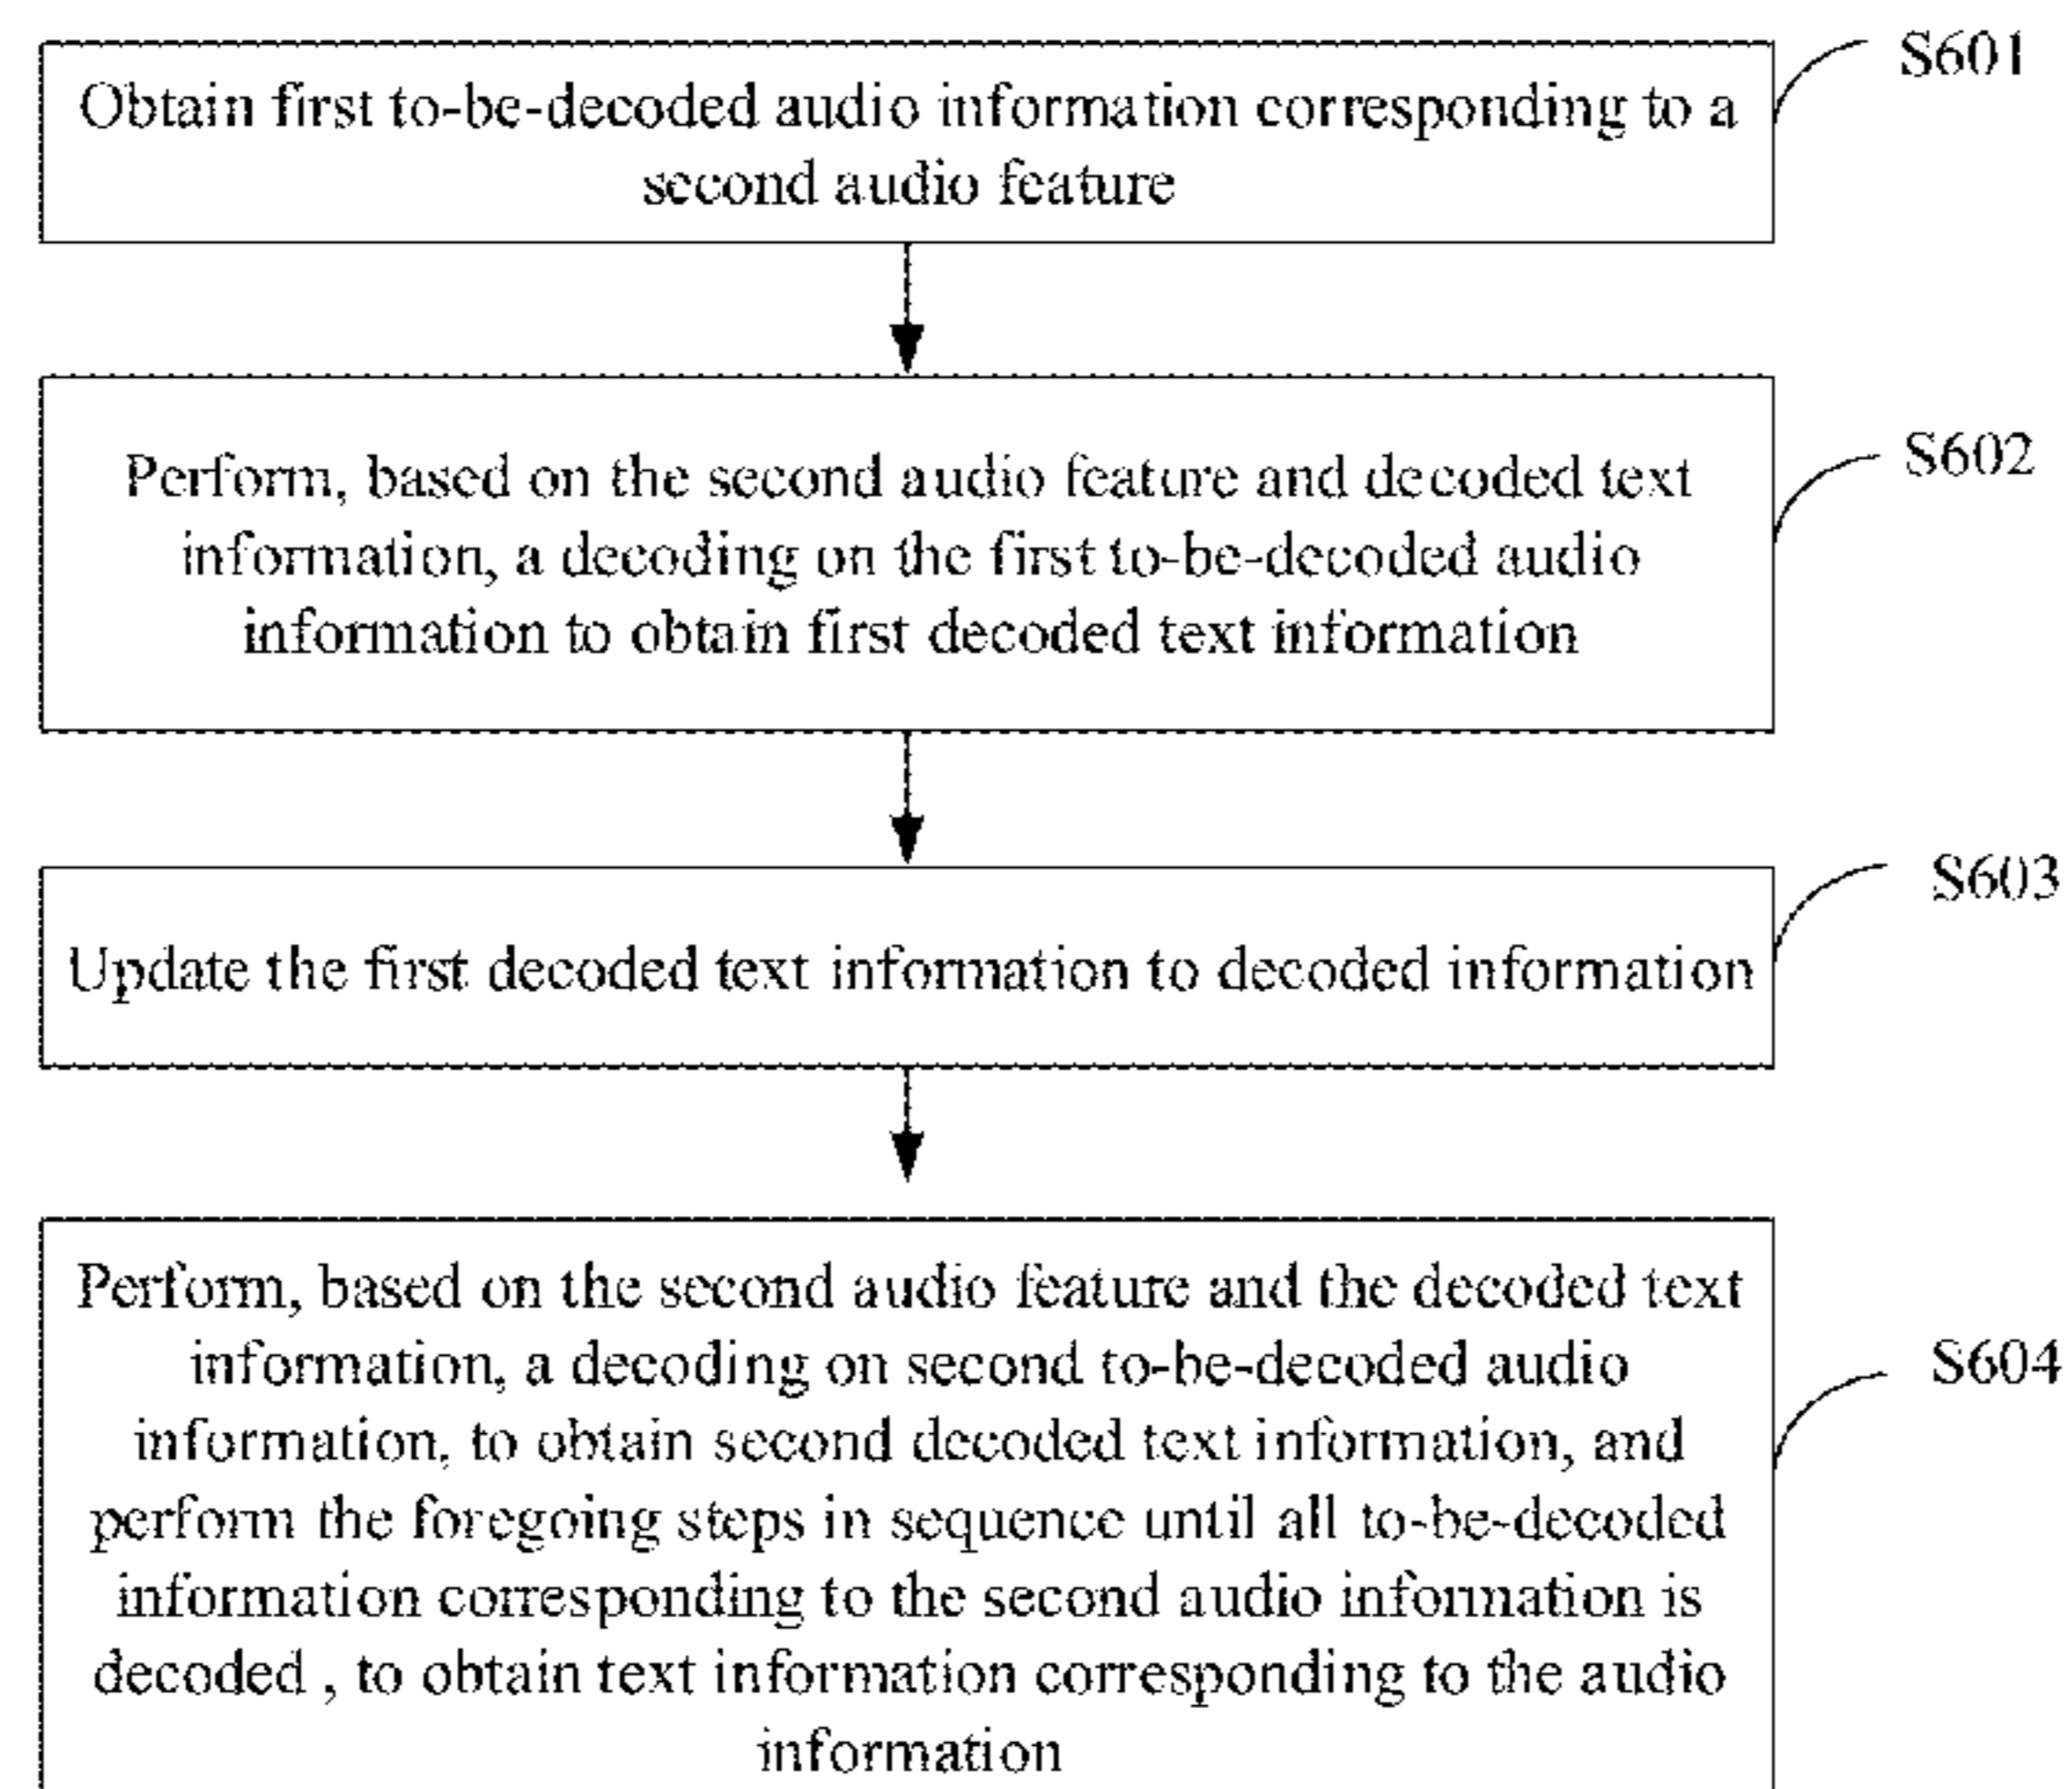 S601
Obtain first to-be-decoded audio information corresponding to a
second audio feature
S602
Perform, based on the second audio feature and decoded text
information, a decoding on the first to-be-decoded audio
information to obtain first decoded text information
S603
Update the first decoded text information to decoded information
S604
Perform, based on the second audio feature and the decoded text
information, a decoding on second to-be-decoded audio
information, to obtain second decoded text information, and
perform the foregoing steps in sequence until all to-be-decoded
information corresponding to the second audio information is
decoded , to obtain text information corresponding to the audio
information